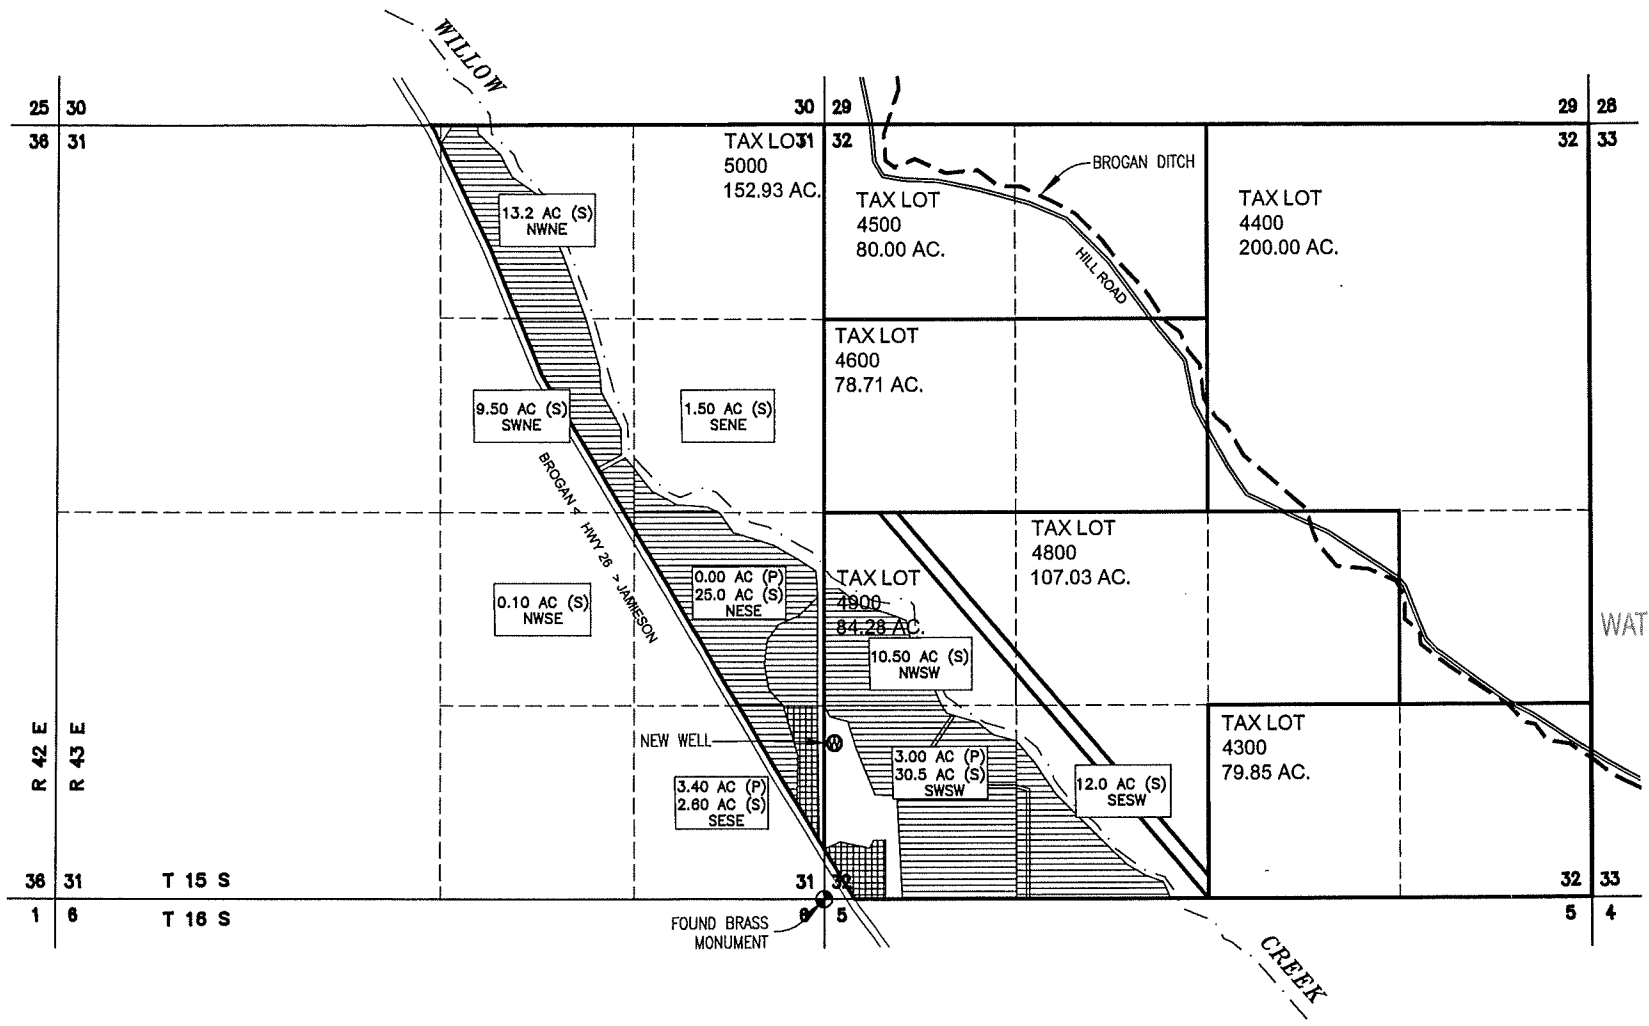 WILLOW
25 30
30 29
29 28
36 31
31 32
32 33
TAX LOT
5000
152.93 AC.
BROGAN DITCH
TAX LOT
4500
80.00 AC.
TAX LOT
4400
200.00 AC.
13.2 AC (S)
NWNE
HILL ROAD
TAX LOT
4600
78.71 AC.
9.50 AC (S)
SWNE
1.50 AC (S)
SENE
BROGAN < HWY 26 > JAMIESON
TAX LOT
4800
107.03 AC.
0.00 AC (P)
25.0 AC (S)
NESE
TAX LOT
4900
84.28 AC.
0.10 AC (S)
NWSE
WAT
10.50 AC (S)
NWSW
R 42 E
R 43 E
NEW WELL
W
TAX LOT
4300
79.85 AC.
3.00 AC (P)
30.5 AC (S)
SWSW
3.40 AC (P)
2.60 AC (S)
SESE
12.0 AC (S)
SESW
36 31
T 15 S
31 32
32 33
1 6
T 16 S
6 5
5 4
FOUND BRASS
MONUMENT
CREEK